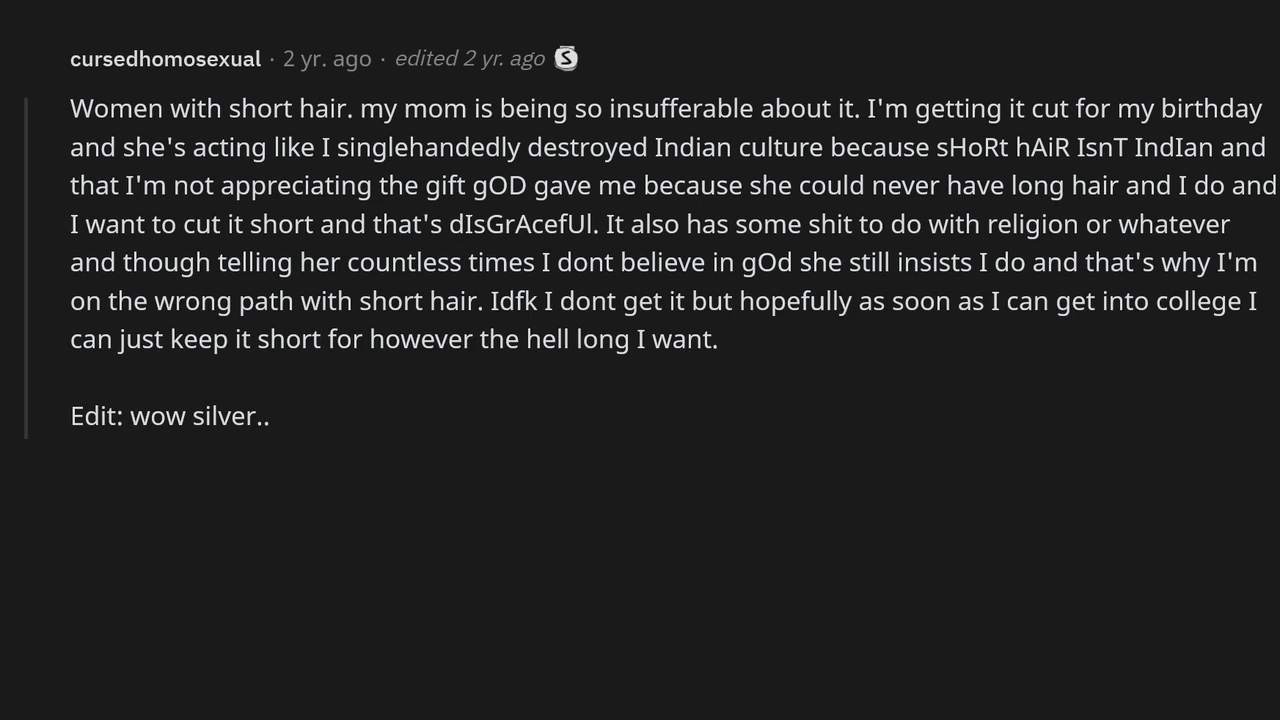 cursedhomosexual · 2 yr. ago · edited 2 yr. ago S
Women with short hair. my mom is being so insufferable about it. I'm getting it cut for my birthday
and she's acting like I singlehandedly destroyed Indian culture because sHoRt hAiR IsnT IndIan and
that I'm not appreciating the gift gOD gave me because she could never have long hair and I do and
I want to cut it short and that's dIsGrAcefUl. It also has some shit to do with religion or whatever
and though telling her countless times I dont believe in gOd she still insists I do and that's why I'm
on the wrong path with short hair. Idfk I dont get it but hopefully as soon as I can get into college I
can just keep it short for however the hell long I want.
Edit: wow silver..